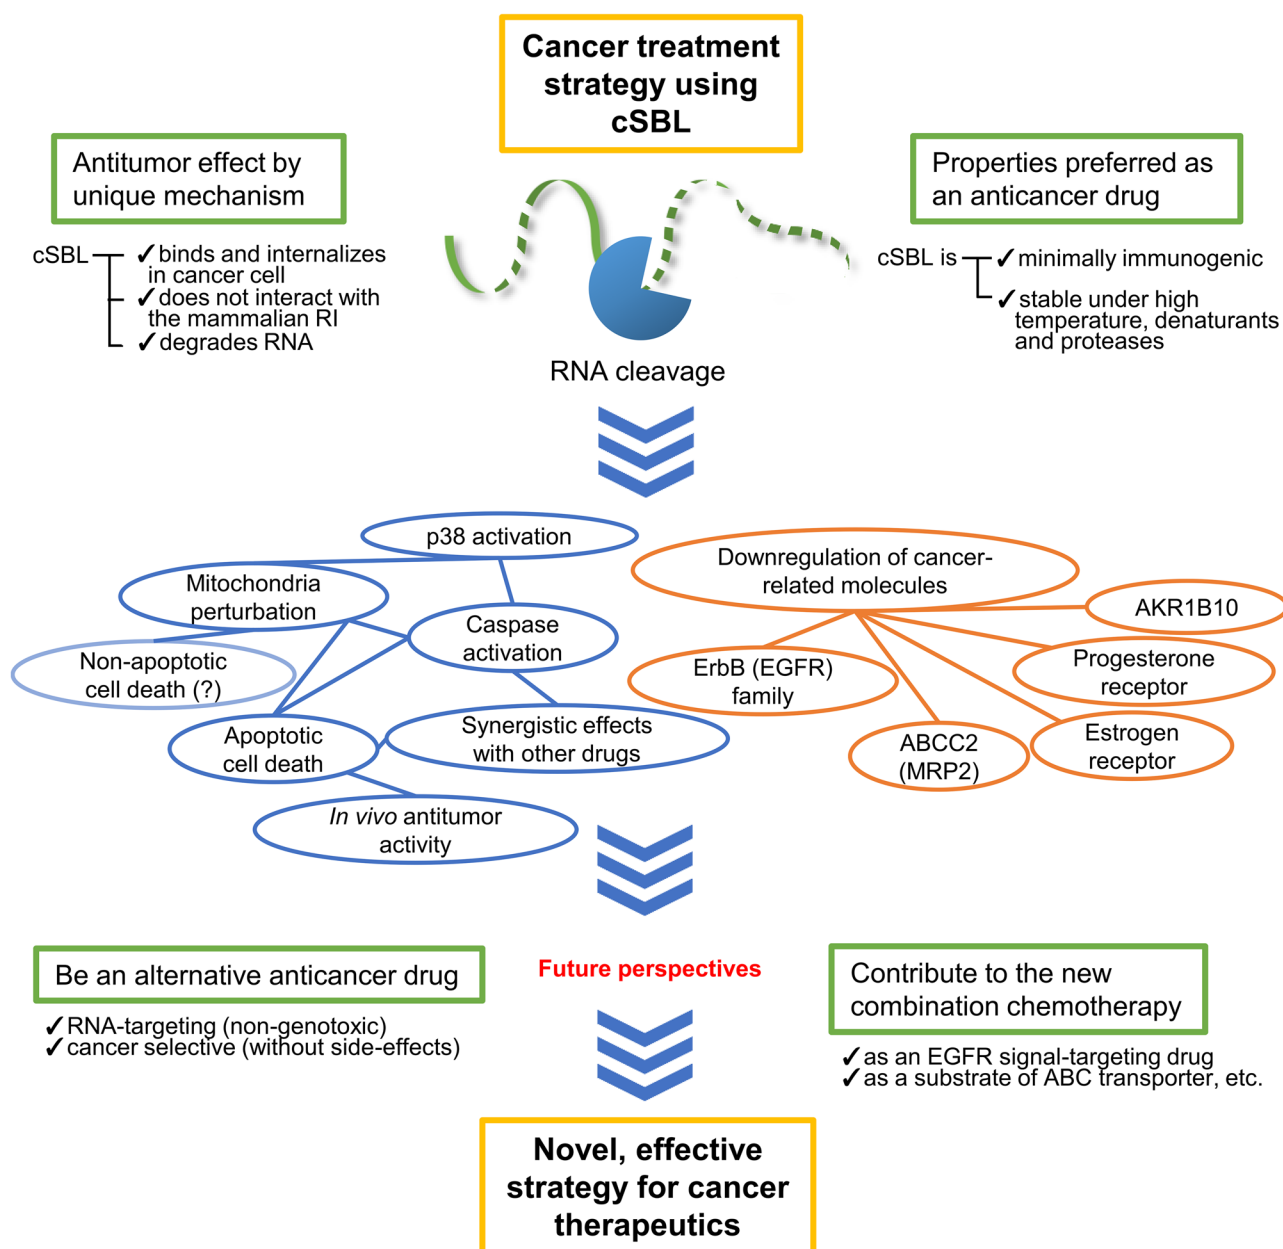 Cancer treatment
strategy using
cSBL
Antitumor effect by
unique mechanism
cSBL
✓binds and internalizes
in cancer cell
✓does not interact with
the mammalian RI
✓degrades RNA
Properties preferred as
an anticancer drug
cSBL is
✓minimally immunogenic
✓stable under high
temperature, denaturants
and proteases
RNA cleavage
p38 activation
Mitochondria
perturbation
Caspase
activation
Non-apoptotic
cell death (?)
Apoptotic
cell death
Synergistic effects
with other drugs
In vivo antitumor
activity
Downregulation of cancer-
related molecules
AKR1B10
ErbB (EGFR)
family
Progesterone
receptor
ABCC2
(MRP2)
Estrogen
receptor
Be an alternative anticancer drug
✓RNA-targeting (non-genotoxic)
✓cancer selective (without side-effects)
Future perspectives
Contribute to the new
combination chemotherapy
✓as an EGFR signal-targeting drug
✓as a substrate of ABC transporter, etc.
Novel, effective
strategy for cancer
therapeutics